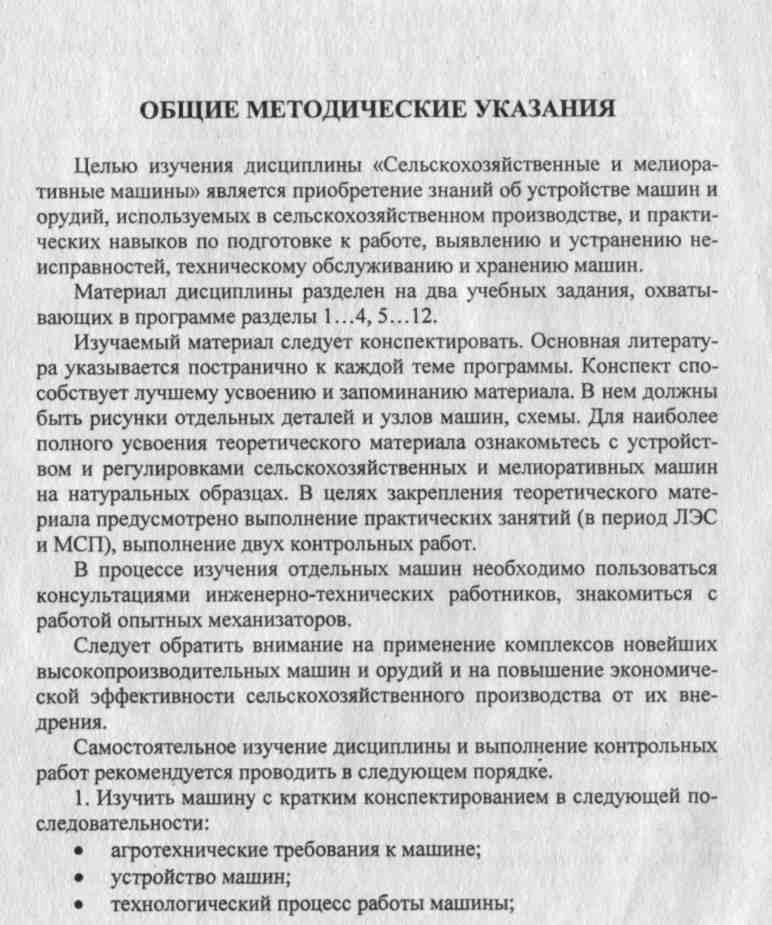 ОБЩИЕ МЕТОДИЧЕСКИЕ УКАЗАНИЯ
Целью изучения дисциплины «Сельскохозяйственные и мелиора-
тивные машины» является приобретение знаний об устройстве машин и
орудий, используемых в сельскохозяйственном производстве, и практи-
ческих навыков по подготовке к работе, выявлению и устранению не-
исправностей, техническому обслуживанию и хранению машин.
Материал дисциплины разделен на два учебных задания, охваты-
вающих в программе разделы 1…4, 5…12.
Изучаемый материал следует конспектировать. Основная литерату-
ра указывается постранично к каждой теме программы. Конспект спо-
собствует лучшему усвоению и запоминанию материала. В нем должны
быть рисунки отдельных деталей и узлов машин, схемы. Для наиболее
полного усвоения теоретического материала ознакомьтесь с устройст-
вом и регулировками сельскохозяйственных и мелиоративных машин
на натуральных образцах. В целях закрепления теоретического мате-
риала предусмотрено выполнение практических занятий (в период ЛЭС
и МСП), выполнение двух контрольных работ.
В процессе изучения отдельных машин необходимо пользоваться
консультациями инженерно-технических работников, знакомиться с
работой опытных механизаторов.
Следует обратить внимание на применение комплексов новейших
высокопроизводительных машин и орудий и на повышение экономиче-
ской эффективности сельскохозяйственного производства от их вне-
дрения.
Самостоятельное изучение дисциплины и выполнение контрольных
работ рекомендуется проводить в следующем порядке.
1. Изучить машину с кратким конспектированием в следующей по-
следовательности:
• агротехнические требования к машине;
• устройство машин;
• технологический процесс работы машины;